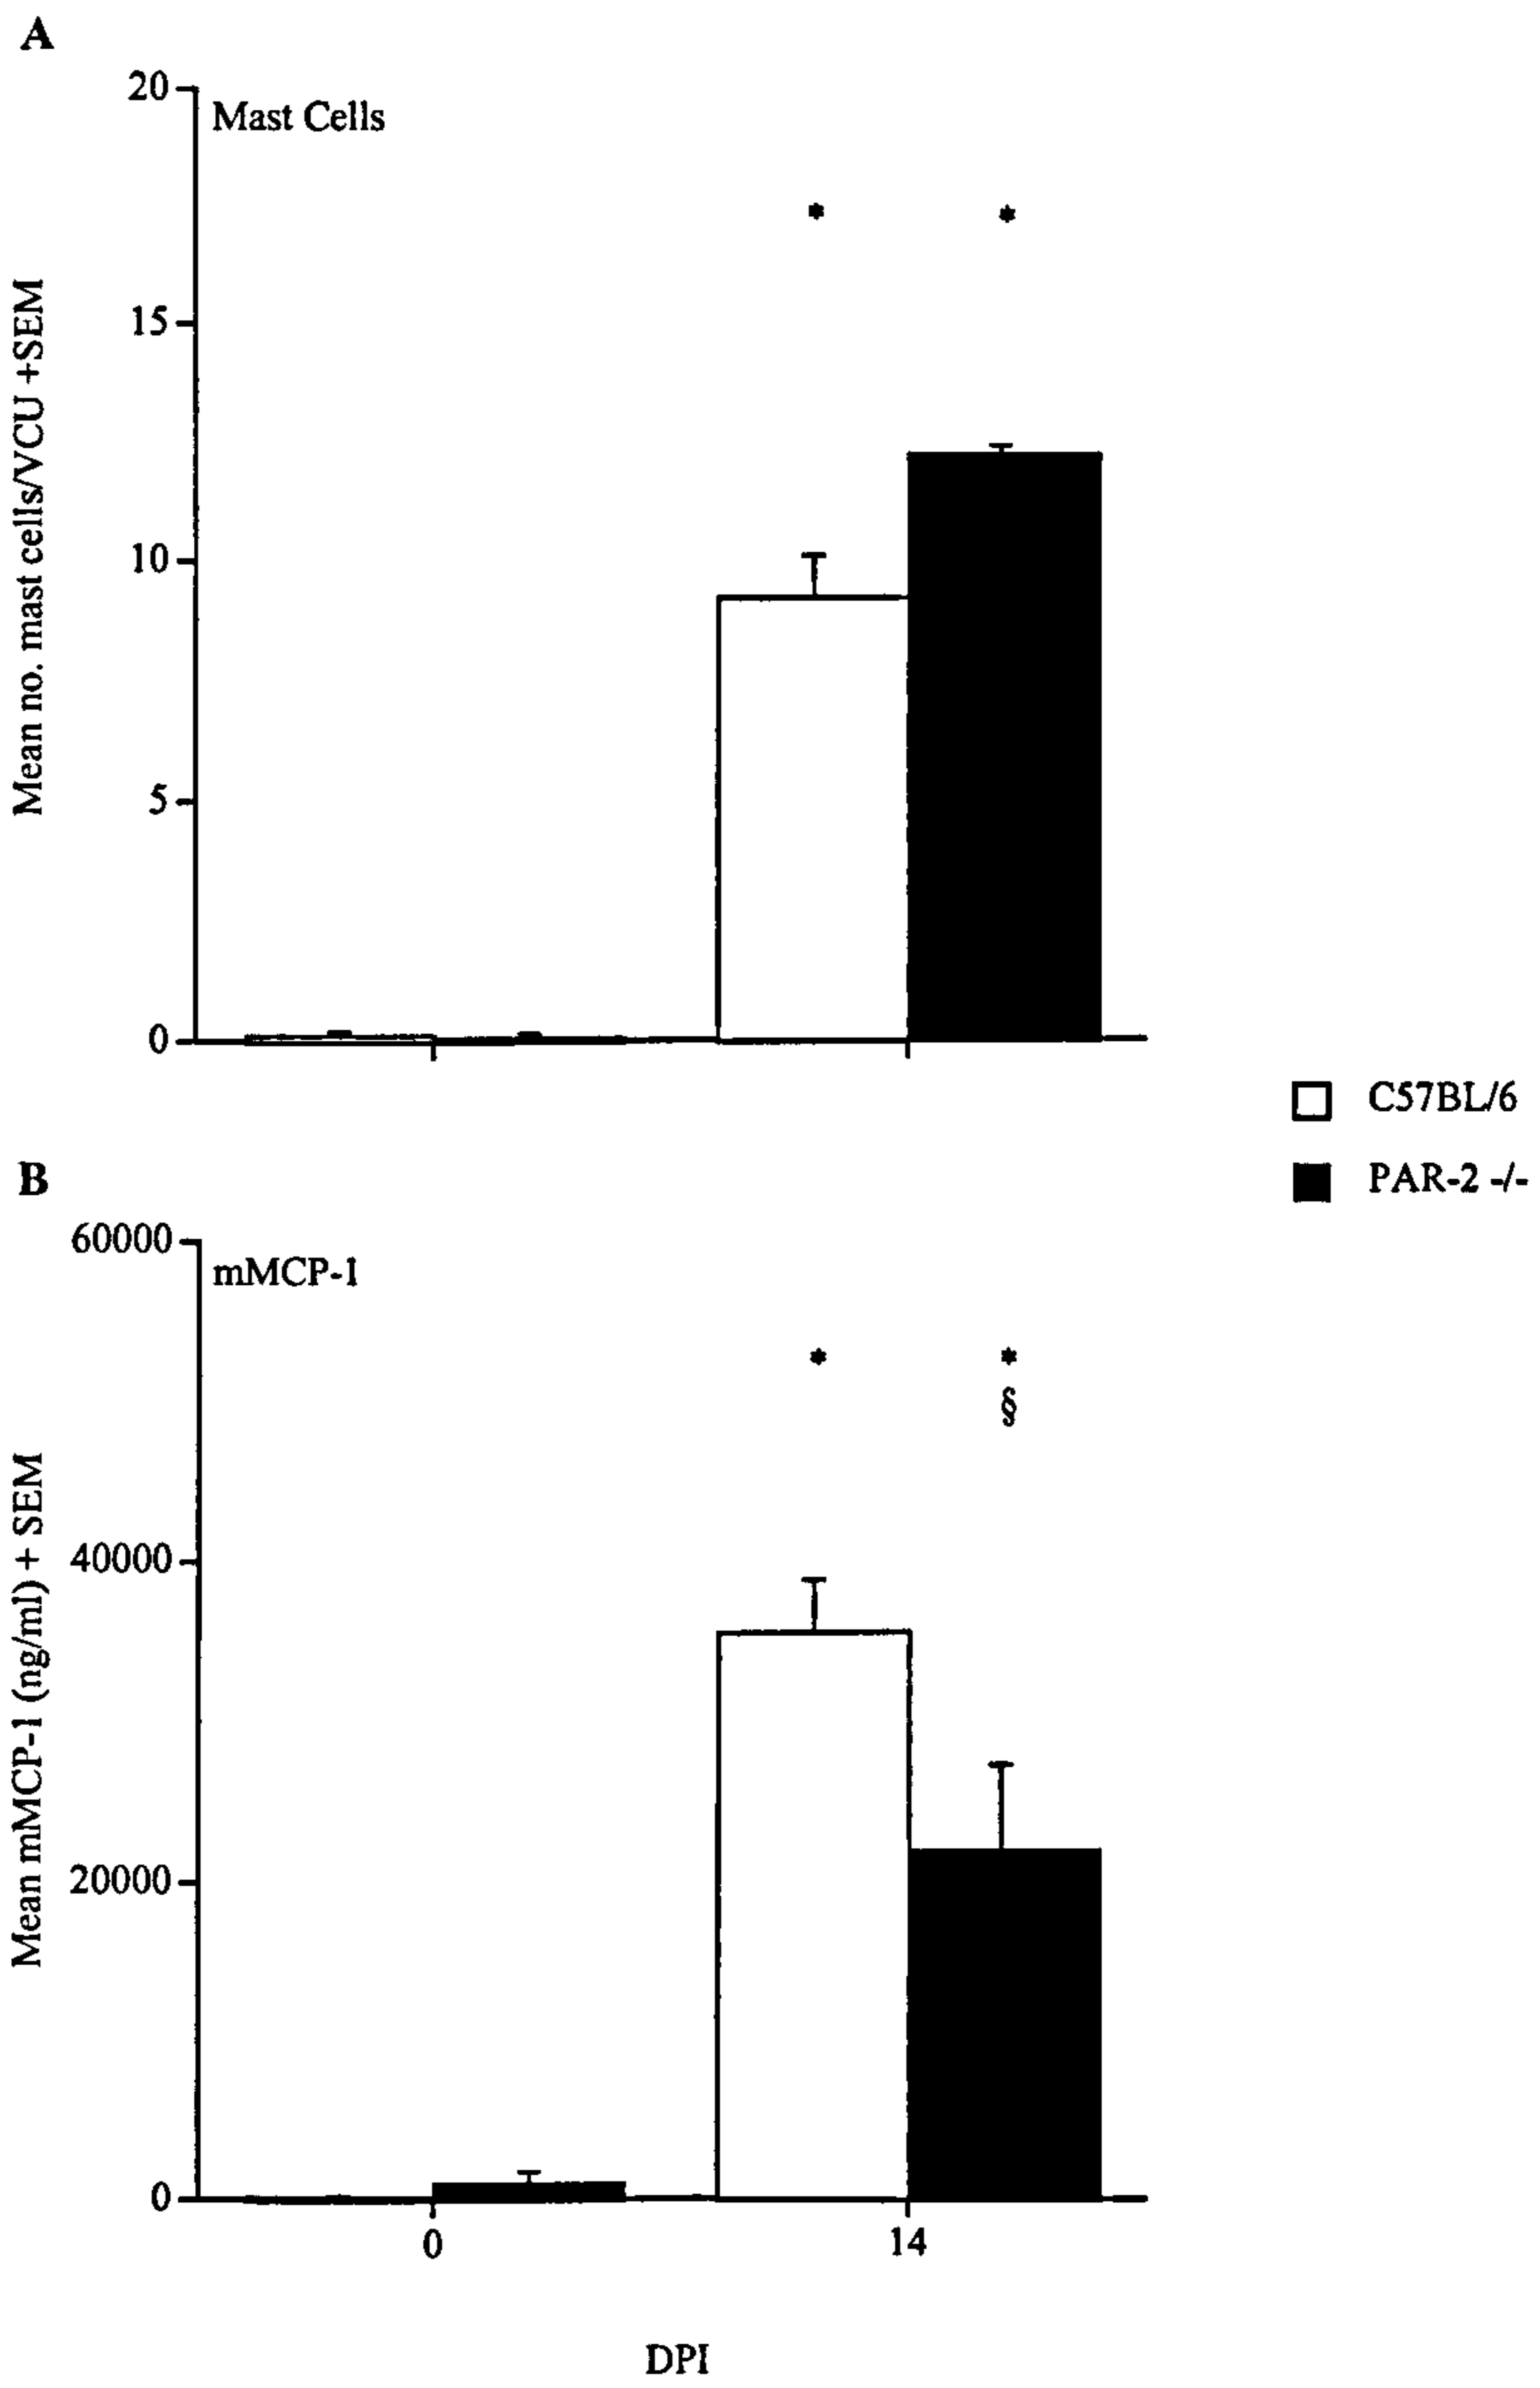 A
20
Mast Cells
* *
15
10
5
0
Mean no. mast cells/VCU +SEM
C57BL/6
PAR-2 -/-
B
60000
mMCP-1
* *
§
40000
20000
0
Mean mMCP-1 (ng/ml) + SEM
0 14
DPI